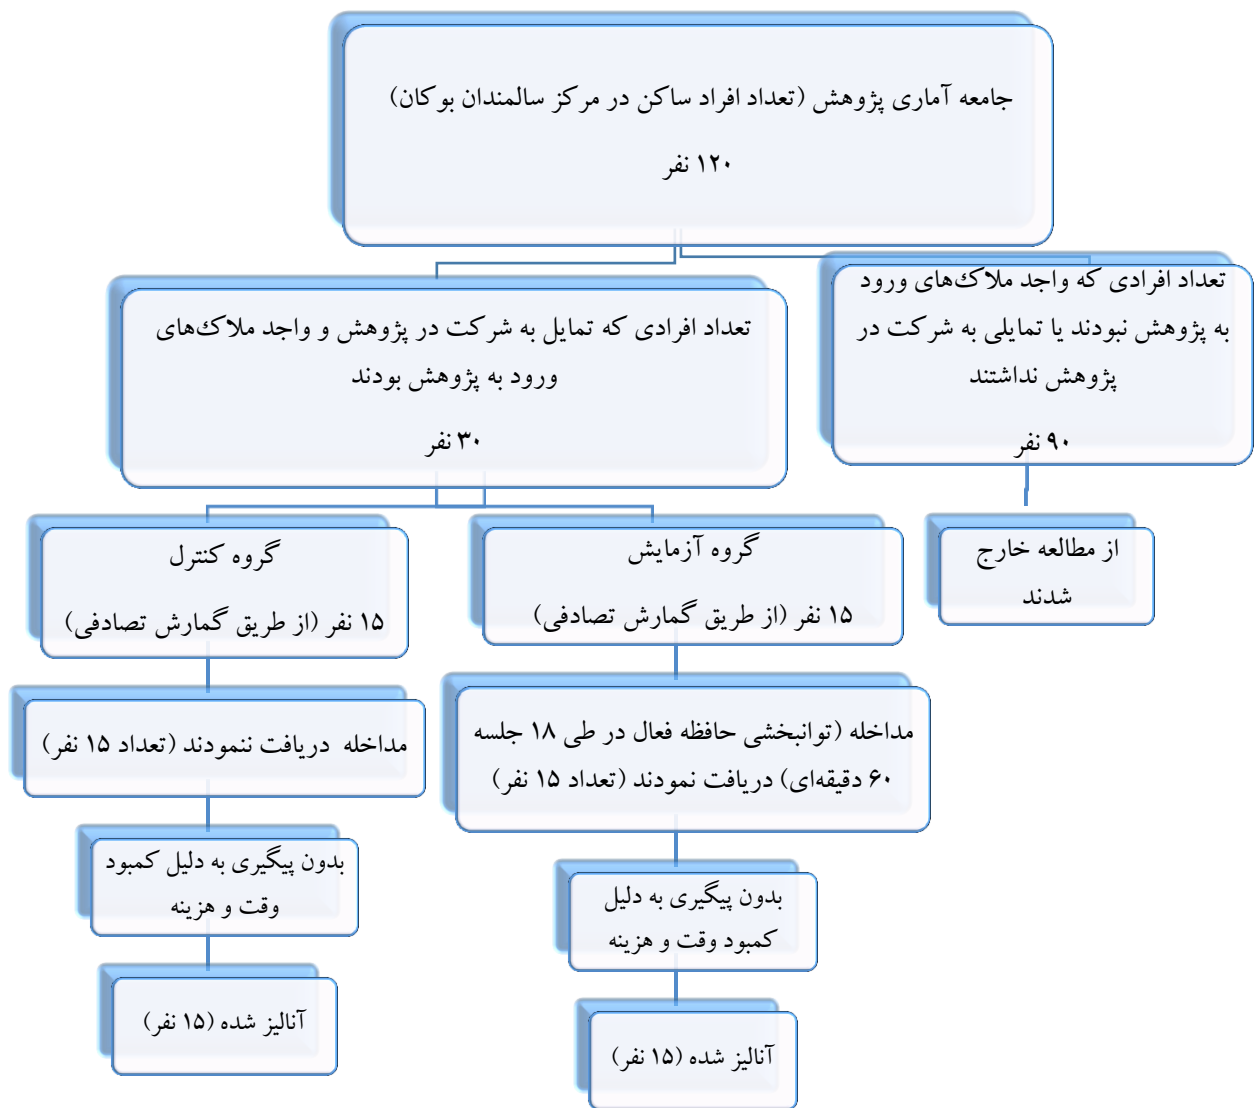 جامعه آماری پژوهش (تعداد افراد ساکن در مرکز سالمندان بوکان)
۱۲۰ نفر
تعداد افرادی که واجد ملاک‌های ورود
به پژوهش نبودند یا تمایلی به شرکت در
پژوهش نداشتند
۹۰ نفر
تعداد افرادی که تمایل به شرکت در پژوهش و واجد ملاک‌های
ورود به پژوهش بودند
۳۰ نفر
از مطالعه خارج
شدند
گروه آزمایش
۱۵ نفر (از طریق گمارش تصادفی)
گروه کنترل
۱۵ نفر (از طریق گمارش تصادفی)
مداخله (توانبخشی حافظه فعال در طی ۱۸ جلسه
۶۰ دقیقه‌ای) دریافت نمودند (تعداد ۱۵ نفر)
مداخله دریافت ننمودند (تعداد ۱۵ نفر)
بدون پیگیری به دلیل
کمبود وقت و هزینه
بدون پیگیری به دلیل کمبود
وقت و هزینه
آنالیز شده (۱۵ نفر)
آنالیز شده (۱۵ نفر)